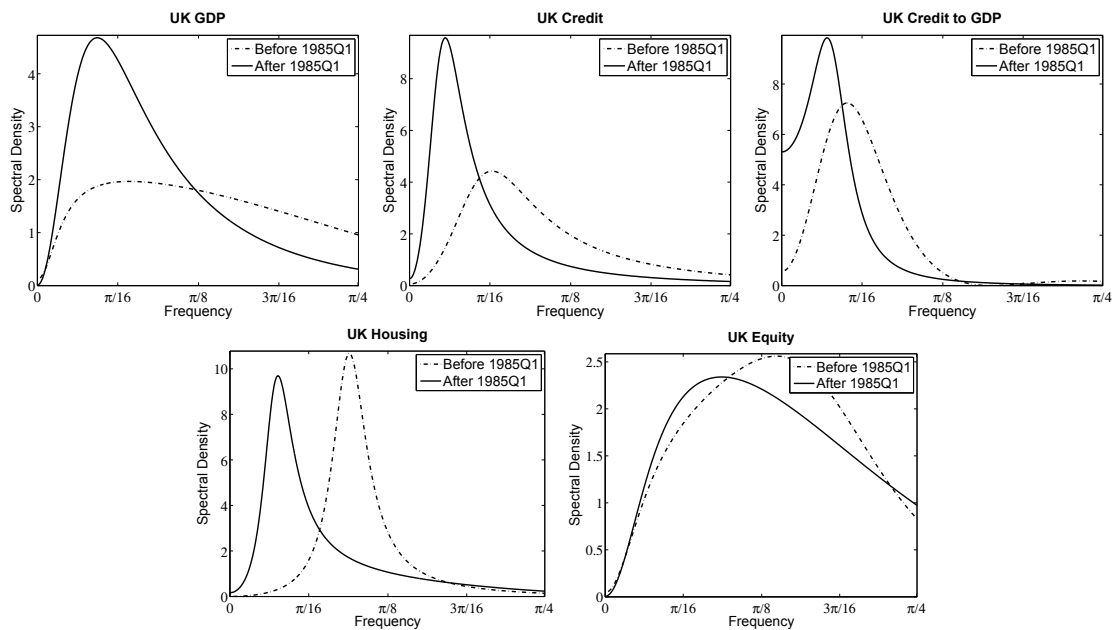 UK GDP
Spectral Density
4
3
2
1
0
0 π/16 π/8 3π/16 π/4
Frequency
Before 1985Q1
After 1985Q1
UK Credit
Spectral Density
8
6
4
2
0
0 π/16 π/8 3π/16 π/4
Frequency
Before 1985Q1
After 1985Q1
UK Credit to GDP
Spectral Density
8
6
4
2
0
0 π/16 π/8 3π/16 π/4
Frequency
Before 1985Q1
After 1985Q1
UK Housing
Spectral Density
10
8
6
4
2
0
0 π/16 π/8 3π/16 π/4
Frequency
Before 1985Q1
After 1985Q1
UK Equity
Spectral Density
2.5
2
1.5
1
0.5
0
0 π/16 π/8 3π/16 π/4
Frequency
Before 1985Q1
After 1985Q1